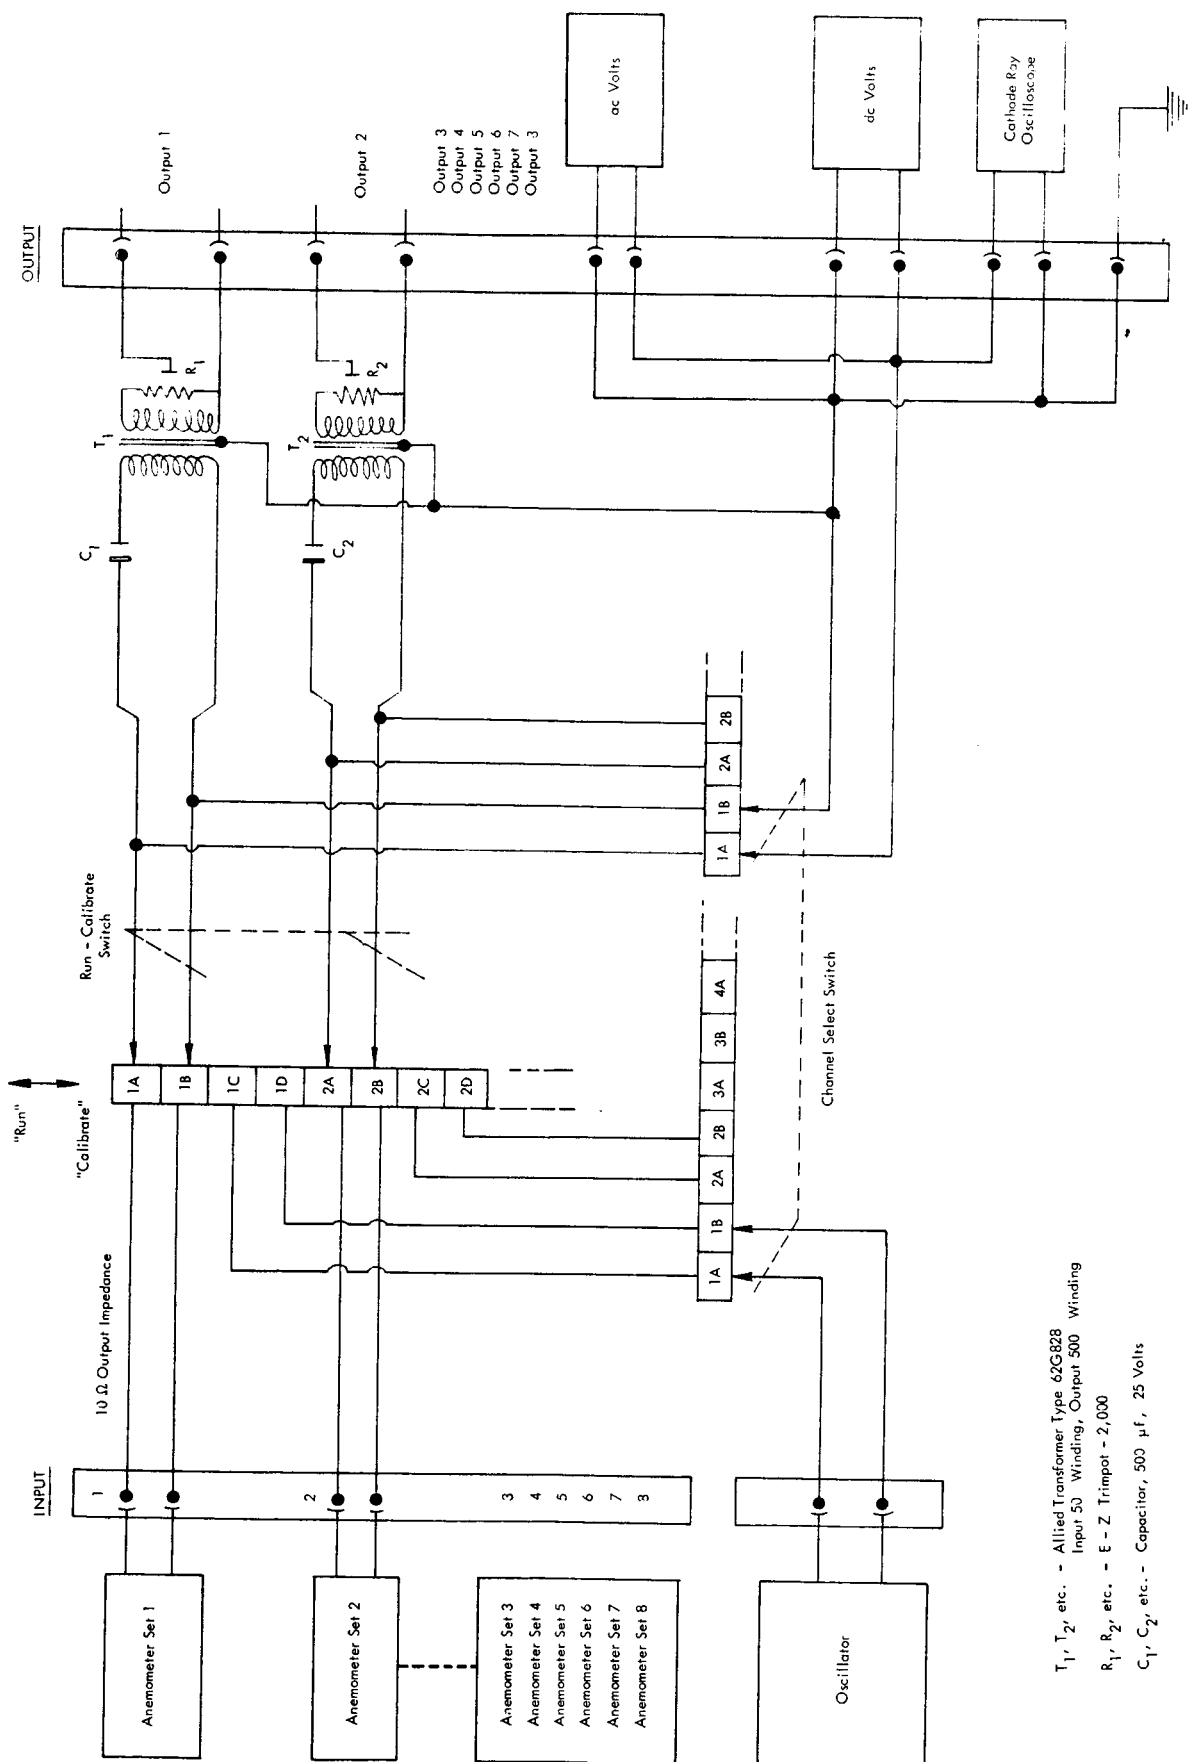 INPUT
OUTPUT
"Run"
"Calibrate"
Run - Calibrate
Switch
10 Ω Output Impedance
Anemometer Set 1
Anemometer Set 2
Anemometer Set 3
Anemometer Set 4
Anemometer Set 5
Anemometer Set 6
Anemometer Set 7
Anemometer Set 8
Oscillator
1
2
3
4
5
6
7
8
1A
1B
1C
1D
2A
2B
2C
2D
1A
1B
2A
2B
3A
3B
4A
Channel Select Switch
1A
1B
2A
2B
C1
C2
T1
T2
R1
R2
Output 1
Output 2
Output 3
Output 4
Output 5
Output 6
Output 7
Output 3
ac Volts
dc Volts
Cathode Ray
Oscilloscope
T1, T2, etc. - Allied Transformer Type 62G828
Input 50 Winding, Output 500 Winding
R1, R2, etc. - E - Z Trimpot - 2,000
C1, C2, etc. - Capacitor, 500 μf, 25 Volts